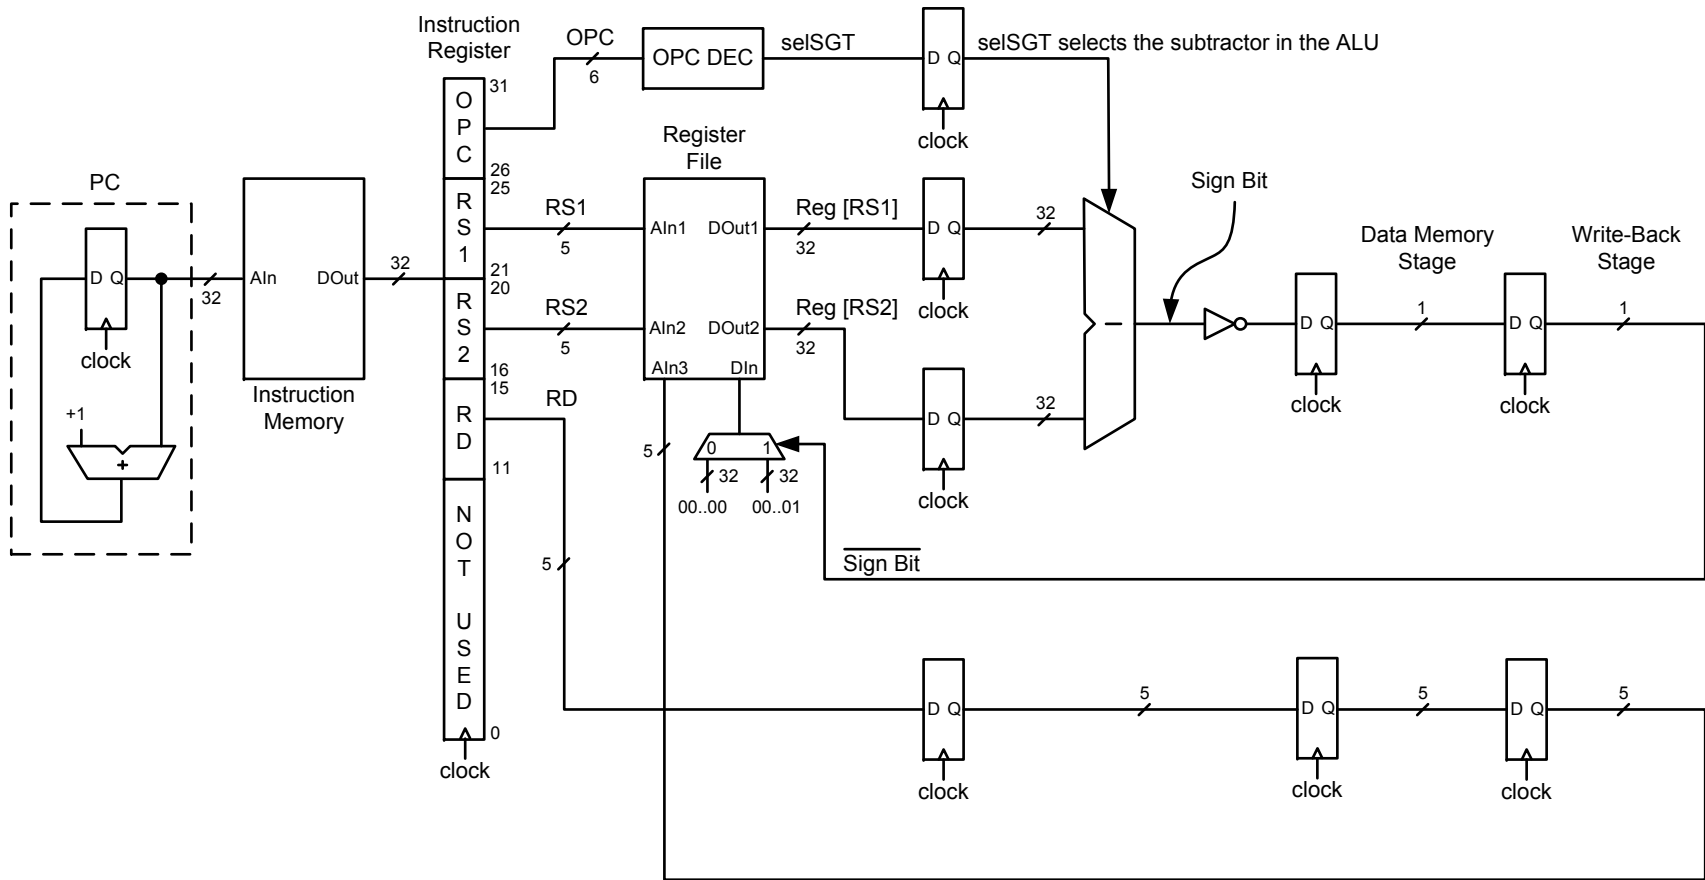 Instruction
Register
OPC
6
OPC DEC
selSGT
D Q
clock
selSGT selects the subtractor in the ALU
31
O
P
C
26
25
R
S
1
21
20
R
S
2
16
15
R
D
11
N
O
T
U
S
E
D
0
clock
PC
D Q
clock
+1
+
32
AIn
DOut
Instruction
Memory
32
RS1
5
RS2
5
RD
5
Register
File
AIn1
DOut1
AIn2
DOut2
AIn3
DIn
5
0
1
32
32
00..00
00..01
Reg [RS1]
32
Reg [RS2]
32
D Q
clock
D Q
clock
32
32
−
Sign Bit
D Q
clock
Data Memory
Stage
1
D Q
clock
Write-Back
Stage
1
Sign Bit
D Q
clock
5
D Q
clock
5
D Q
clock
5